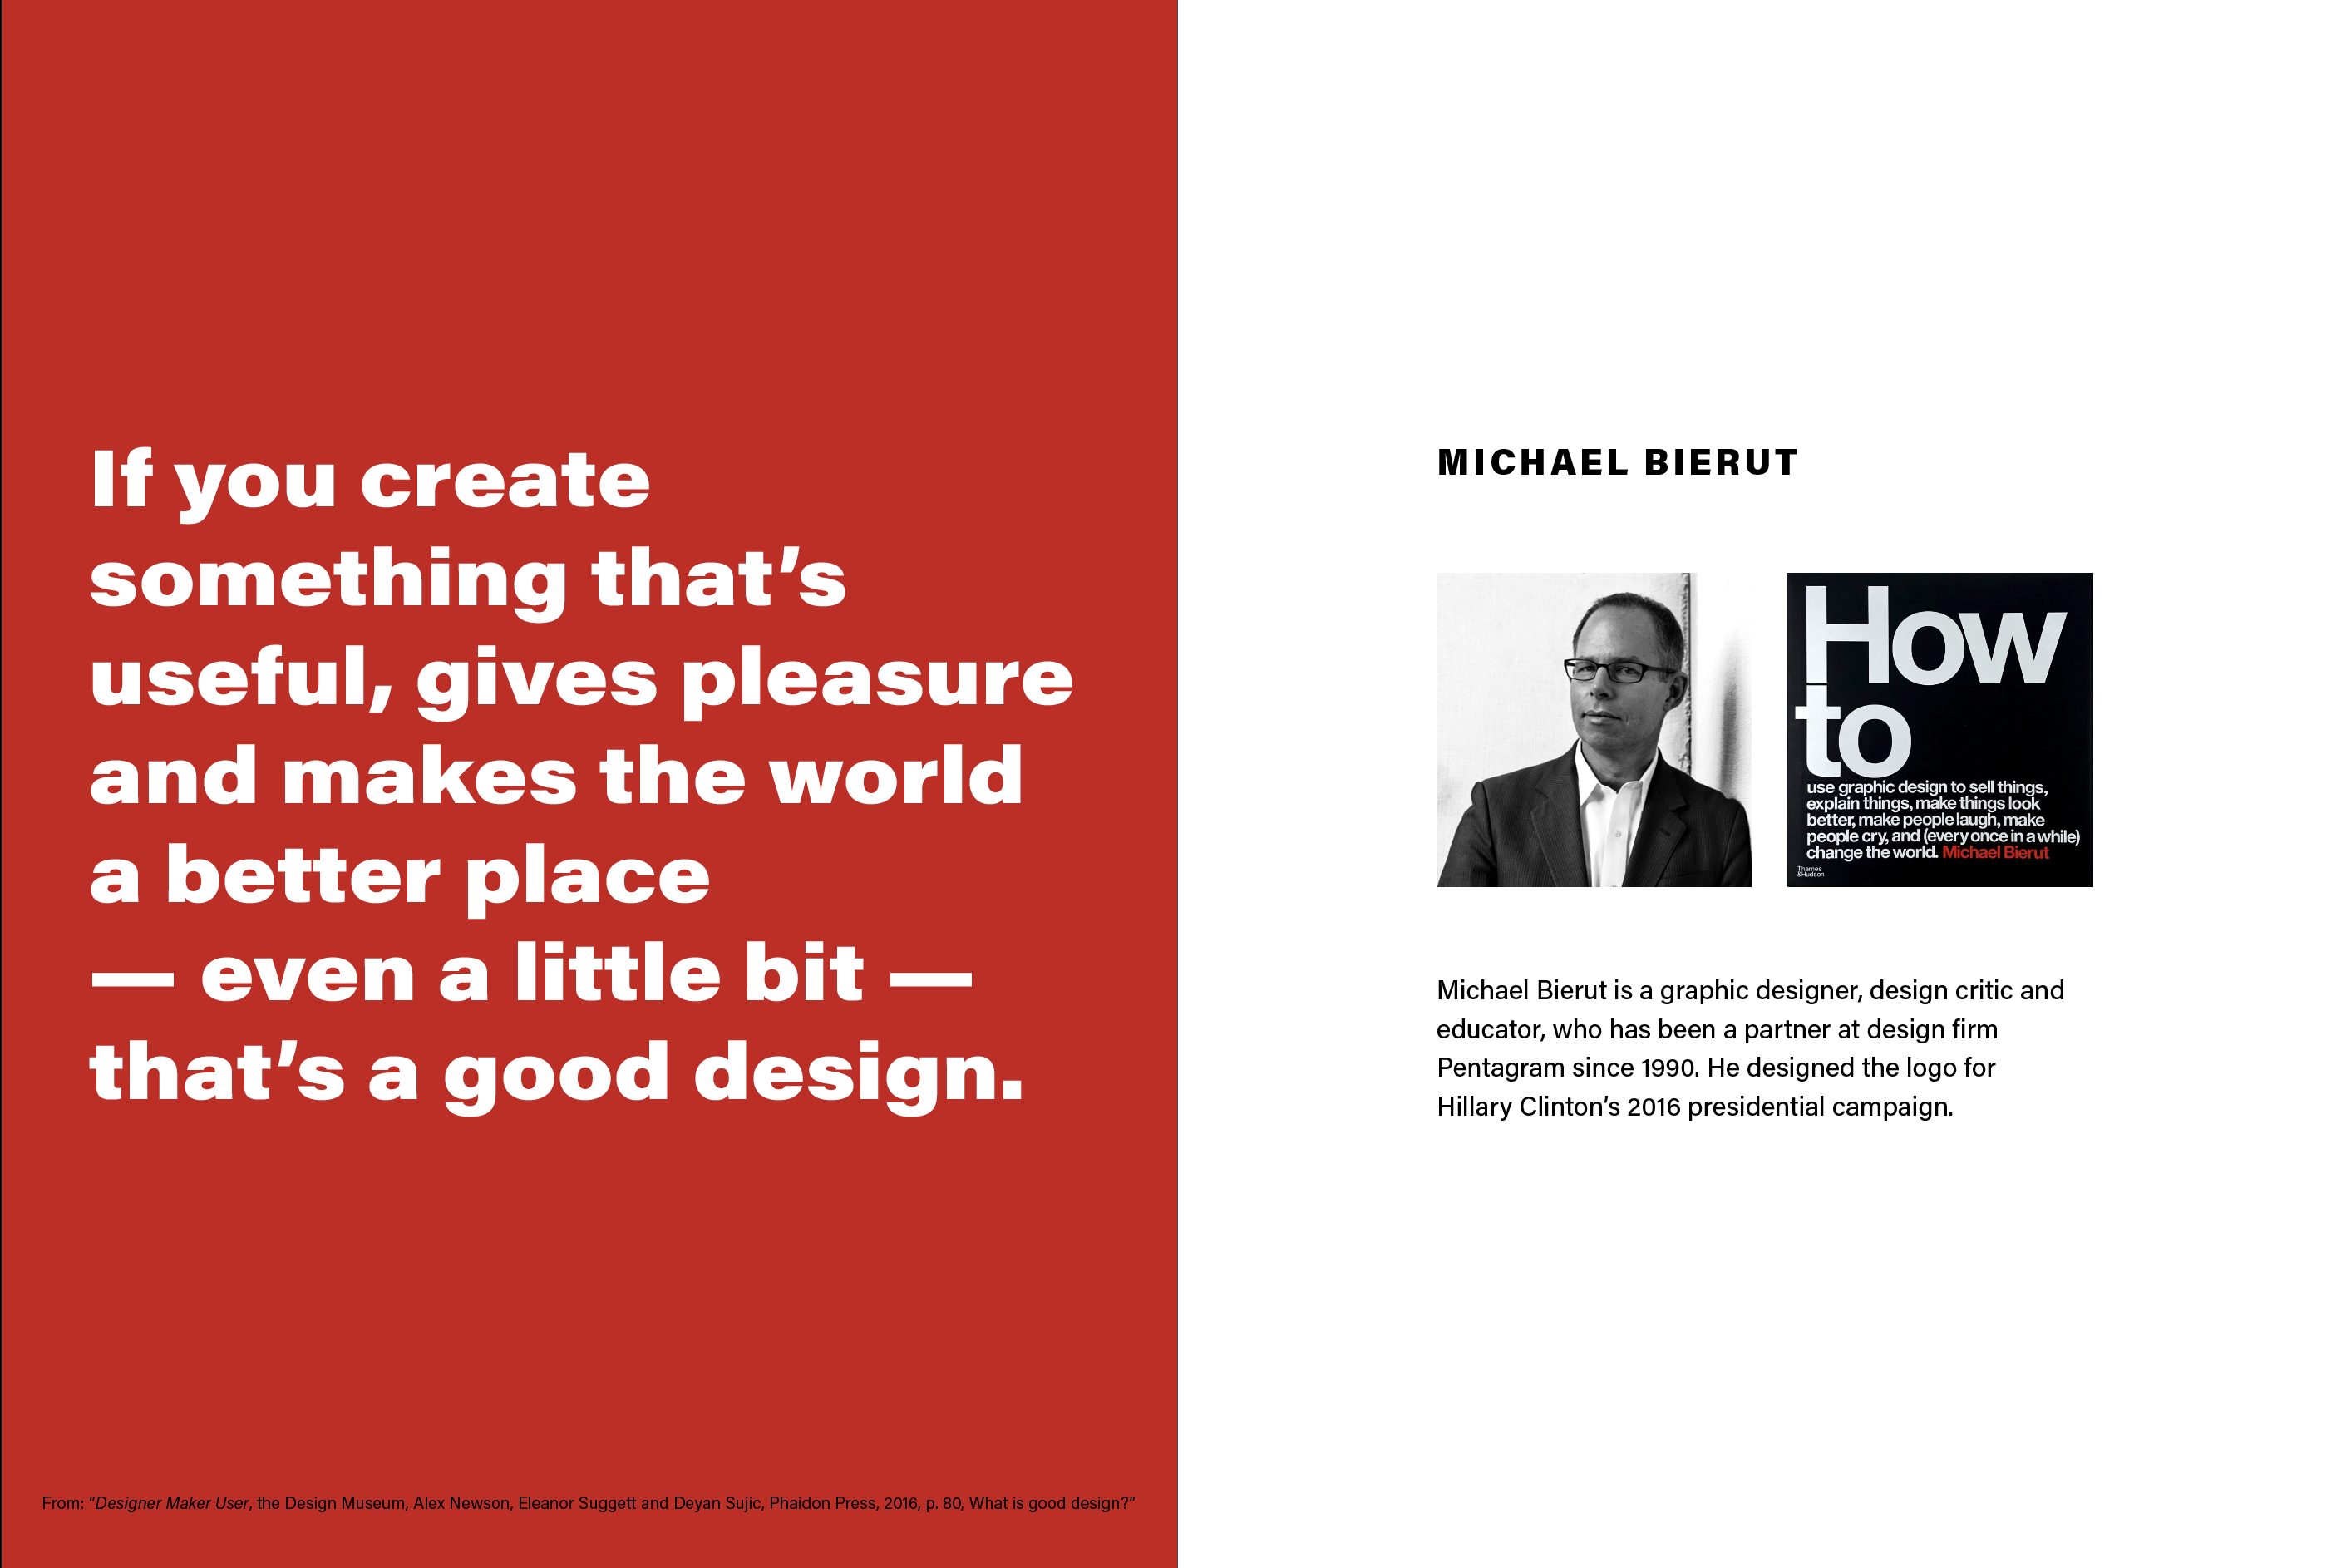 If you create
something that’s
useful, gives pleasure
and makes the world
a better place
— even a little bit —
that’s a good design.
From: “Designer Maker User, the Design Museum, Alex Newson, Eleanor Suggett and Deyan Sujic, Phaidon Press, 2016, p. 80, What is good design?”
MICHAEL BIERUT
How
to
use graphic design to sell things,
explain things, make things look
better, make people laugh, make
people cry, and (every once in a while)
change the world. Michael Bierut
Thames
&Hudson
Michael Bierut is a graphic designer, design critic and
educator, who has been a partner at design firm
Pentagram since 1990. He designed the logo for
Hillary Clinton’s 2016 presidential campaign.